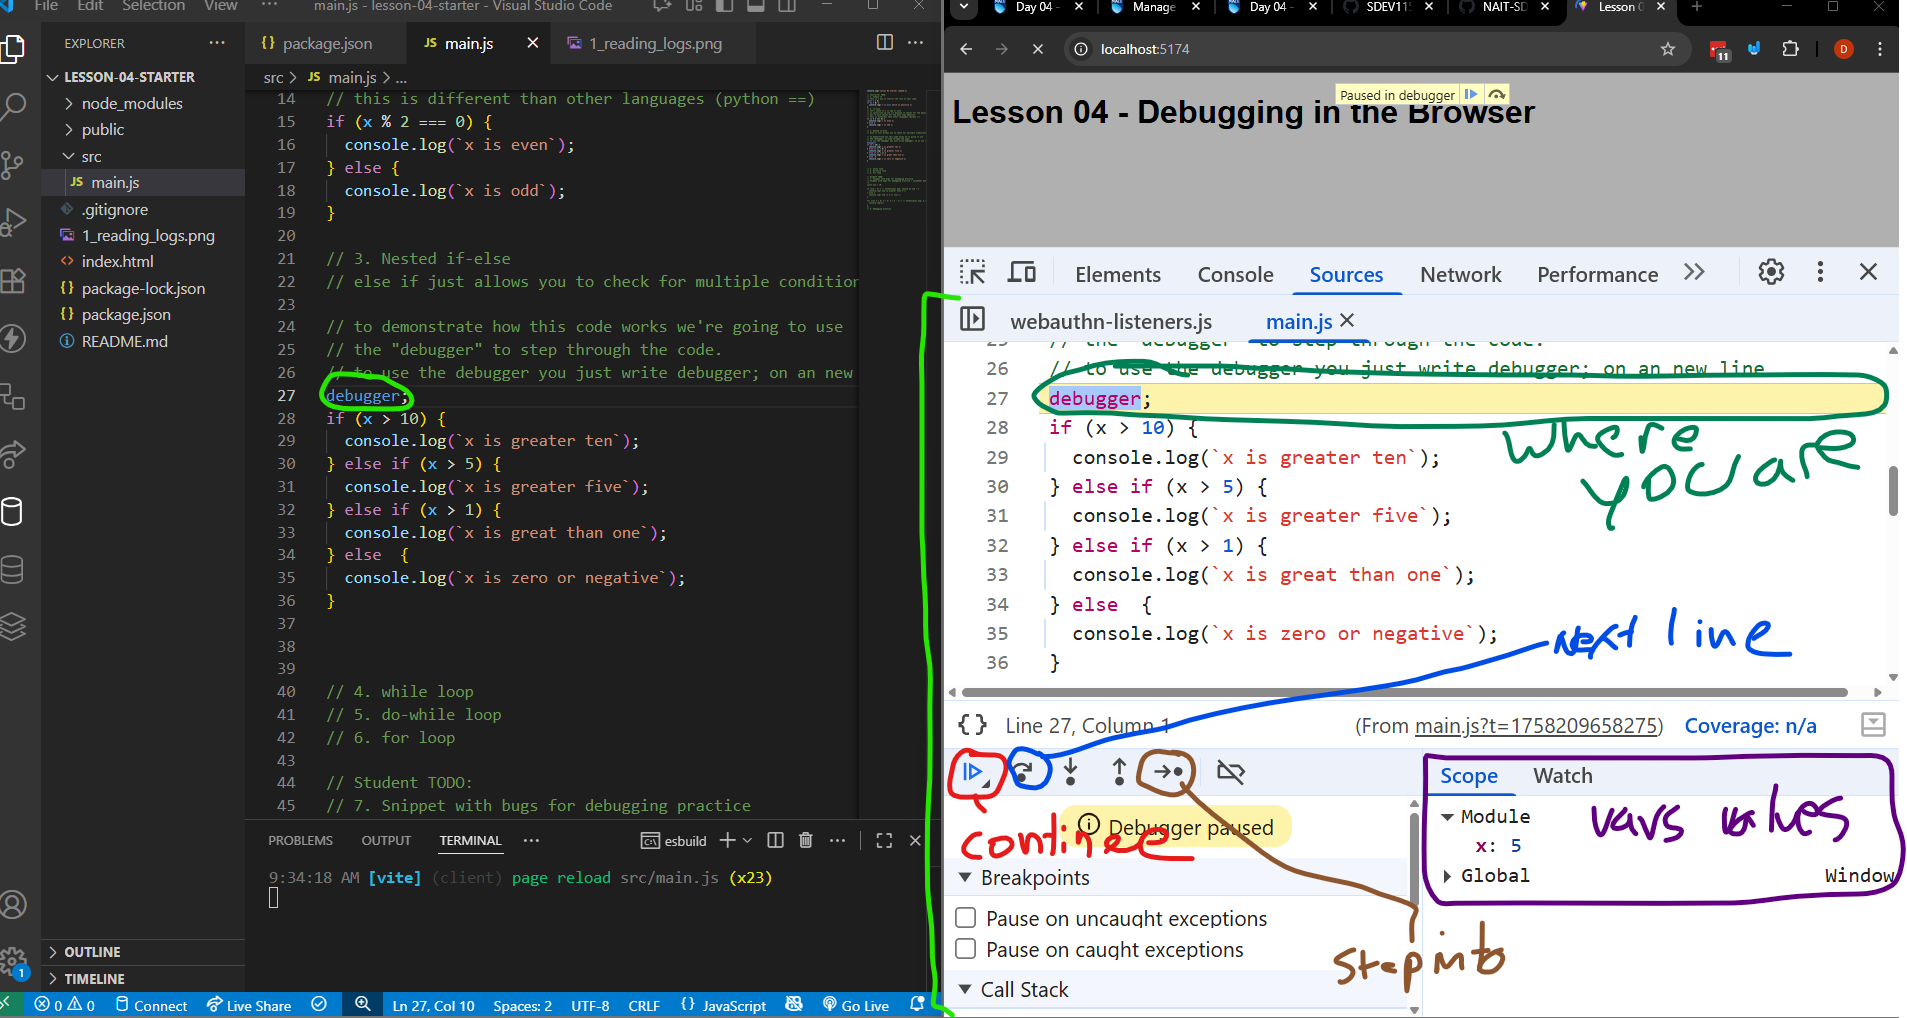 File Edit Selection View
main.js - lesson-04-starter - Visual Studio Code
EXPLORER
LESSON-04-STARTER
node_modules
public
src
JS main.js
.gitignore
1_reading_logs.png
index.html
{} package-lock.json
{} package.json
README.md
OUTLINE
TIMELINE
{} package.json
JS main.js
1_reading_logs.png
src > JS main.js > ...
14 // this is different than other languages (python ==)
15 if (x % 2 === 0) {
16 console.log(`x is even`);
17 } else {
18 console.log(`x is odd`);
19 }
20
21 // 3. Nested if-else
22 // else if just allows you to check for multiple condition
23
24 // to demonstrate how this code works we're going to use
25 // the "debugger" to step through the code.
26 // to use the debugger you just write debugger; on an new
27 debugger;
28 if (x > 10) {
29 console.log(`x is greater ten`);
30 } else if (x > 5) {
31 console.log(`x is greater five`);
32 } else if (x > 1) {
33 console.log(`x is great than one`);
34 } else {
35 console.log(`x is zero or negative`);
36 }
37
38
39
40 // 4. while loop
41 // 5. do-while loop
42 // 6. for loop
43
44 // Student TODO:
45 // 7. Snippet with bugs for debugging practice
PROBLEMS OUTPUT TERMINAL ...
esbuild
9:34:18 AM [vite] (client) page reload src/main.js (x23)
1
0 0 Connect Live Share Ln 27, Col 10 Spaces: 2 UTF-8 CRLF {} JavaScript Go Live
Day 04 - Manage Day 04 - SDEV11 NAIT-SD Lesson 0
localhost:5174
11 D
Paused in debugger
Lesson 04 - Debugging in the Browser
Elements Console Sources Network Performance
webauthn-listeners.js main.js
25 // the "debugger" to step through the code.
26 // to use the debugger you just write debugger; on an new line
27 debugger;
28 if (x > 10) {
29 console.log(`x is greater ten`);
30 } else if (x > 5) {
31 console.log(`x is greater five`);
32 } else if (x > 1) {
33 console.log(`x is great than one`);
34 } else {
35 console.log(`x is zero or negative`);
36 }
where
you are
next line
{} Line 27, Column 1 (From main.js?t=1758209658275) Coverage: n/a
Debugger paused
continee
Breakpoints
Pause on uncaught exceptions
Pause on caught exceptions
Call Stack
step into
Scope Watch
Module
x: 5
Global Window
vars values